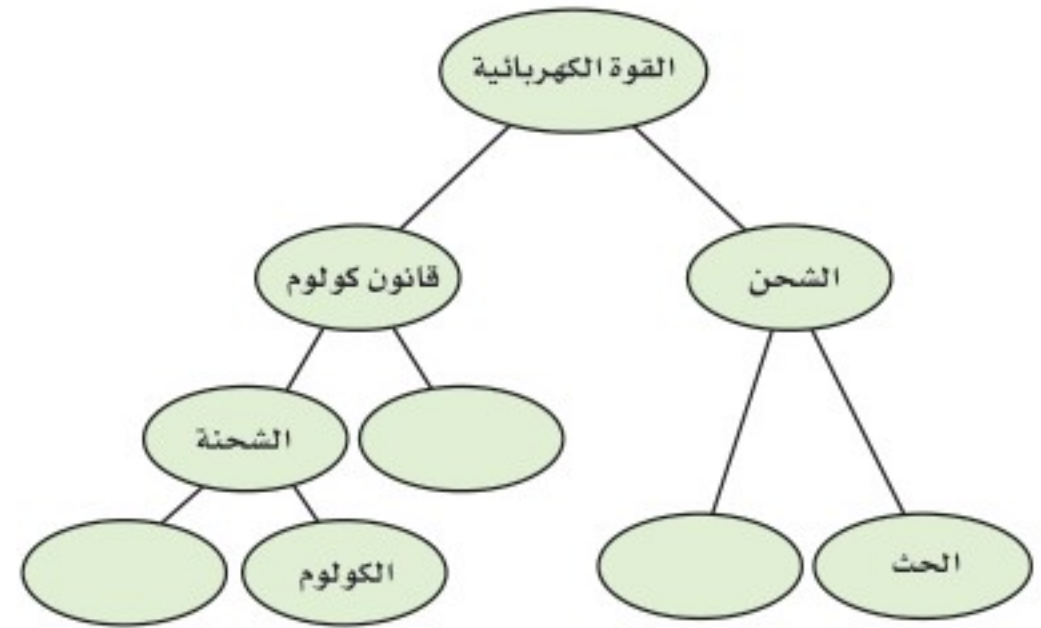 القوة الكهربائية
الشحن
قانون كولوم
الشحنة
الحث
الكولوم